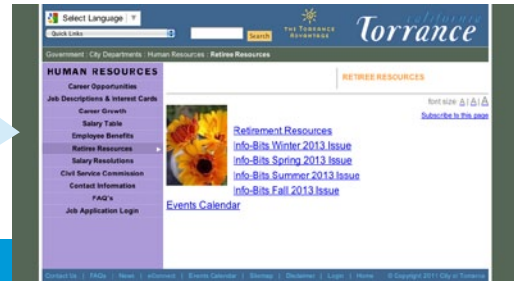 Select Language ▼
Quick Links
Search
THE TORRANCE ADVANTAGE
california
Torrance
Government : City Departments : Human Resources : Retiree Resources
HUMAN RESOURCES
Career Opportunities
Job Descriptions & Interest Cards
Career Growth
Salary Table
Employee Benefits
Retiree Resources
Salary Resolutions
Civil Service Commission
Contact Information
FAQ's
Job Application Login
RETIREE RESOURCES
font size: A | A | A
Subscribe to this page
Retirement Resources
Info-Bits Winter 2013 Issue
Info-Bits Spring 2013 Issue
Info-Bits Summer 2013 Issue
Info-Bits Fall 2013 Issue
Events Calendar
Contact Us | FAQs | News | eConnect | Events Calendar | Sitemap | Disclaimer | Login | Home © Copyright 2011 City of Torrance